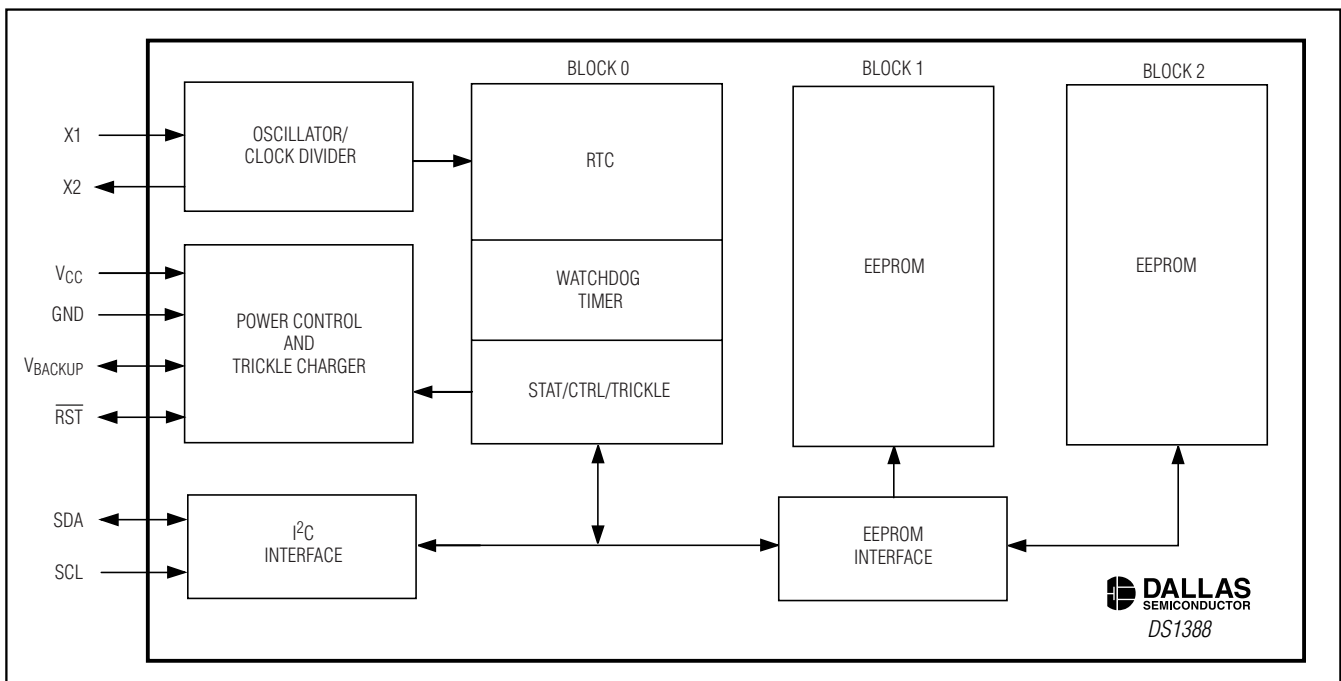 BLOCK 0
BLOCK 1
BLOCK 2
X1
X2
OSCILLATOR/
CLOCK DIVIDER
RTC
VCC
GND
VBACKUP
RST
POWER CONTROL
AND
TRICKLE CHARGER
WATCHDOG
TIMER
STAT/CTRL/TRICKLE
EEPROM
EEPROM
SDA
SCL
I²C
INTERFACE
EEPROM
INTERFACE
DALLAS
SEMICONDUCTOR
DS1388